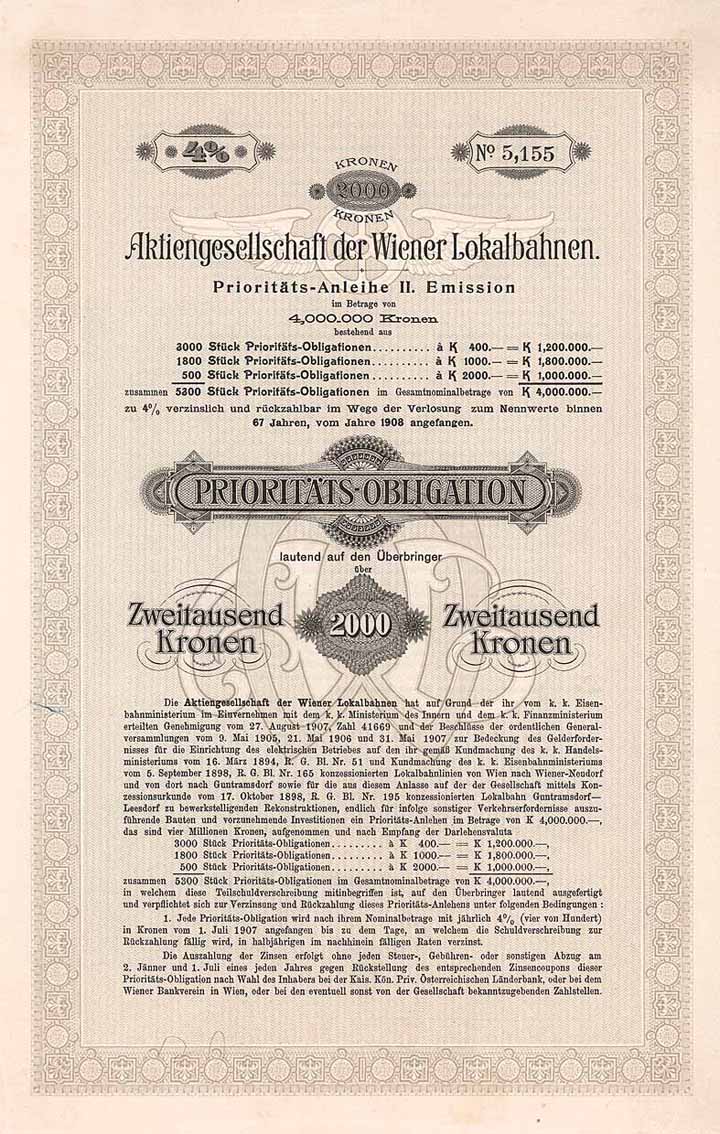 4%
No 5,155
KRONEN
2000
KRONEN
Aktiengesellschaft der Wiener Lokalbahnen.
Prioritäts-Anleihe II. Emission
im Betrage von
4,000.000 Kronen
bestehend aus
3000 Stück Prioritäts-Obligationen.......... à K 400.— = K 1,200.000.—
1800 Stück Prioritäts-Obligationen.......... à K 1000.— = K 1,800.000.—
500 Stück Prioritäts-Obligationen.......... à K 2000.— = K 1,000.000.—
zusammen 5300 Stück Prioritäts-Obligationen im Gesamtnominalbetrage von K 4,000.000.—
zu 4% verzinslich und rückzahlbar im Wege der Verlosung zum Nennwerte binnen
67 Jahren, vom Jahre 1908 angefangen.
PRIORITÄTS-OBLIGATION
lautend auf den Überbringer
über
Zweitausend Kronen
2000
Zweitausend Kronen
Die Aktiengesellschaft der Wiener Lokalbahnen hat auf Grund der ihr vom k. k. Eisen-
bahnministerium im Einvernehmen mit dem k. k. Ministerium des Innern und dem k. k. Finanzministerium
erteilten Genehmigung vom 27. August 1907, Zahl 41669 und der Beschlüsse der ordentlichen General-
versammlungen vom 9. Mai 1905, 21. Mai 1906 und 31. Mai 1907 zur Bedeckung des Gelderforder-
nisses für die Einrichtung des elektrischen Betriebes auf den ihr gemäß Kundmachung des k. k. Handels-
ministeriums vom 16. März 1894, R. G. Bl. Nr. 51 und Kundmachung des k. k. Eisenbahnministeriums
vom 5. September 1898, R. G. Bl. Nr. 165 konzessionierten Lokalbahnlinien von Wien nach Wiener-Neudorf
und von dort nach Guntramsdorf sowie für die aus diesem Anlasse auf der der Gesellschaft mittels Kon-
zessionsurkunde vom 17. Oktober 1898, R. G. Bl. Nr. 195 konzessionierten Lokalbahn Guntramsdorf—
Leesdorf zu bewerkstelligenden Rekonstruktionen, endlich für infolge sonstiger Verkehrserfordernisse auszu-
führende Bauten und vorzunehmende Investitionen ein Prioritäts-Anlehen im Betrage von K 4,000.000.—,
das sind vier Millionen Kronen, aufgenommen und nach Empfang der Darlehensvaluta
3000 Stück Prioritäts-Obligationen.......... à K 400.— = K 1,200.000.—,
1800 Stück Prioritäts-Obligationen.......... à K 1000.— = K 1,800.000.—,
500 Stück Prioritäts-Obligationen.......... à K 2000.— = K 1,000.000.—,
zusammen 5300 Stück Prioritäts-Obligationen im Gesamtnominalbetrage von K 4,000.000.—,
in welchem diese Teilschuldverschreibung mitinbegriffen ist, auf den Überbringer lautend ausgefertigt
und verpflichtet sich zur Verzinsung und Rückzahlung dieses Prioritäts-Anlehens unter folgenden Bedingungen :
1. Jede Prioritäts-Obligation wird nach ihrem Nominalbetrage mit jährlich 4% (vier von Hundert)
in Kronen vom 1. Juli 1907 angefangen bis zu dem Tage, an welchem die Schuldverschreibung zur
Rückzahlung fällig wird, in halbjährigen im nachhinein fälligen Raten verzinst.
Die Auszahlung der Zinsen erfolgt ohne jeden Steuer-, Gebühren- oder sonstigen Abzug am
2. Jänner und 1. Juli eines jeden Jahres gegen Rückstellung des entsprechenden Zinsencoupons dieser
Prioritäts-Obligation nach Wahl des Inhabers bei der Kais. Kön. Priv. Österreichischen Länderbank, oder bei dem
Wiener Bankverein in Wien, oder bei den eventuell sonst von der Gesellschaft bekanntzugebenden Zahlstellen.